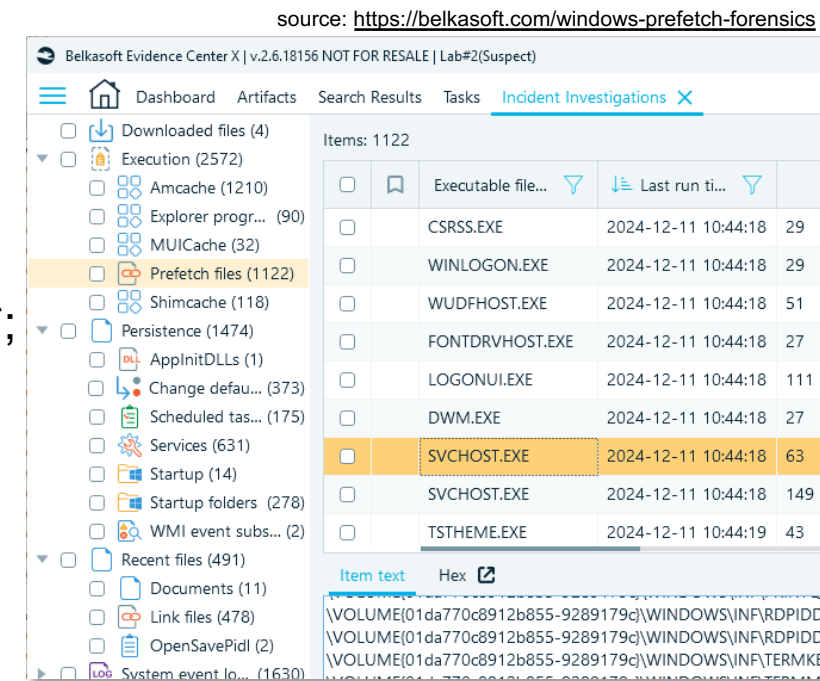 source: https://belkasoft.com/windows-prefetch-forensics
Belkasoft Evidence Center X | v.2.6.18156 NOT FOR RESALE | Lab#2(Suspect)
Dashboard Artifacts Search Results Tasks Incident Investigations
Downloaded files (4)
Execution (2572)
Amcache (1210)
Explorer progr... (90)
MUICache (32)
Prefetch files (1122)
Shimcache (118)
Persistence (1474)
AppInitDLLs (1)
Change defau... (373)
Scheduled tas... (175)
Services (631)
Startup (14)
Startup folders (278)
WMI event subs... (2)
Recent files (491)
Documents (11)
Link files (478)
OpenSavePidl (2)
System event lo... (1630)
Items: 1122
Executable file... Last run ti...
CSRSS.EXE 2024-12-11 10:44:18 29
WINLOGON.EXE 2024-12-11 10:44:18 29
WUDFHOST.EXE 2024-12-11 10:44:18 51
FONTDRVHOST.EXE 2024-12-11 10:44:18 27
LOGONUI.EXE 2024-12-11 10:44:18 111
DWM.EXE 2024-12-11 10:44:18 27
SVCHOST.EXE 2024-12-11 10:44:18 63
SVCHOST.EXE 2024-12-11 10:44:18 149
TSTHEME.EXE 2024-12-11 10:44:19 43
Item text Hex
\VOLUME{01da770c8912b855-9289179c}\WINDOWS\INF\RDPIDD
\VOLUME{01da770c8912b855-9289179c}\WINDOWS\INF\RDPIDD
\VOLUME{01da770c8912b855-9289179c}\WINDOWS\INF\TERMKE